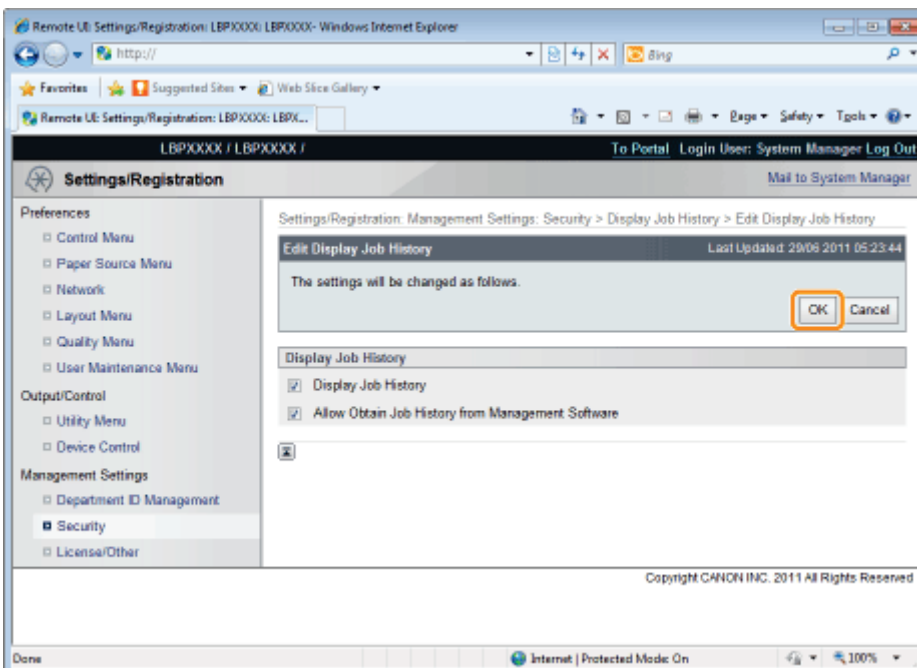 Remote UI: Settings/Registration: LBPXXXX: LBPXXXX- Windows Internet Explorer
http://
Bing
Favorites Suggested Sites Web Slice Gallery
Remote UI: Settings/Registration: LBPXXXX: LBPX... Page Safety Tools
LBPXXXX / LBPXXXX / To Portal Login User: System Manager Log Out
Settings/Registration Mail to System Manager
Preferences
Control Menu
Paper Source Menu
Network
Layout Menu
Quality Menu
User Maintenance Menu
Output/Control
Utility Menu
Device Control
Management Settings
Department ID Management
Security
License/Other
Settings/Registration: Management Settings: Security > Display Job History > Edit Display Job History
Edit Display Job History Last Updated: 29/06 2011 05:23:44
The settings will be changed as follows.
OK Cancel
Display Job History
Display Job History
Allow Obtain Job History from Management Software
Copyright CANON INC. 2011 All Rights Reserved
Done Internet | Protected Mode: On 100%